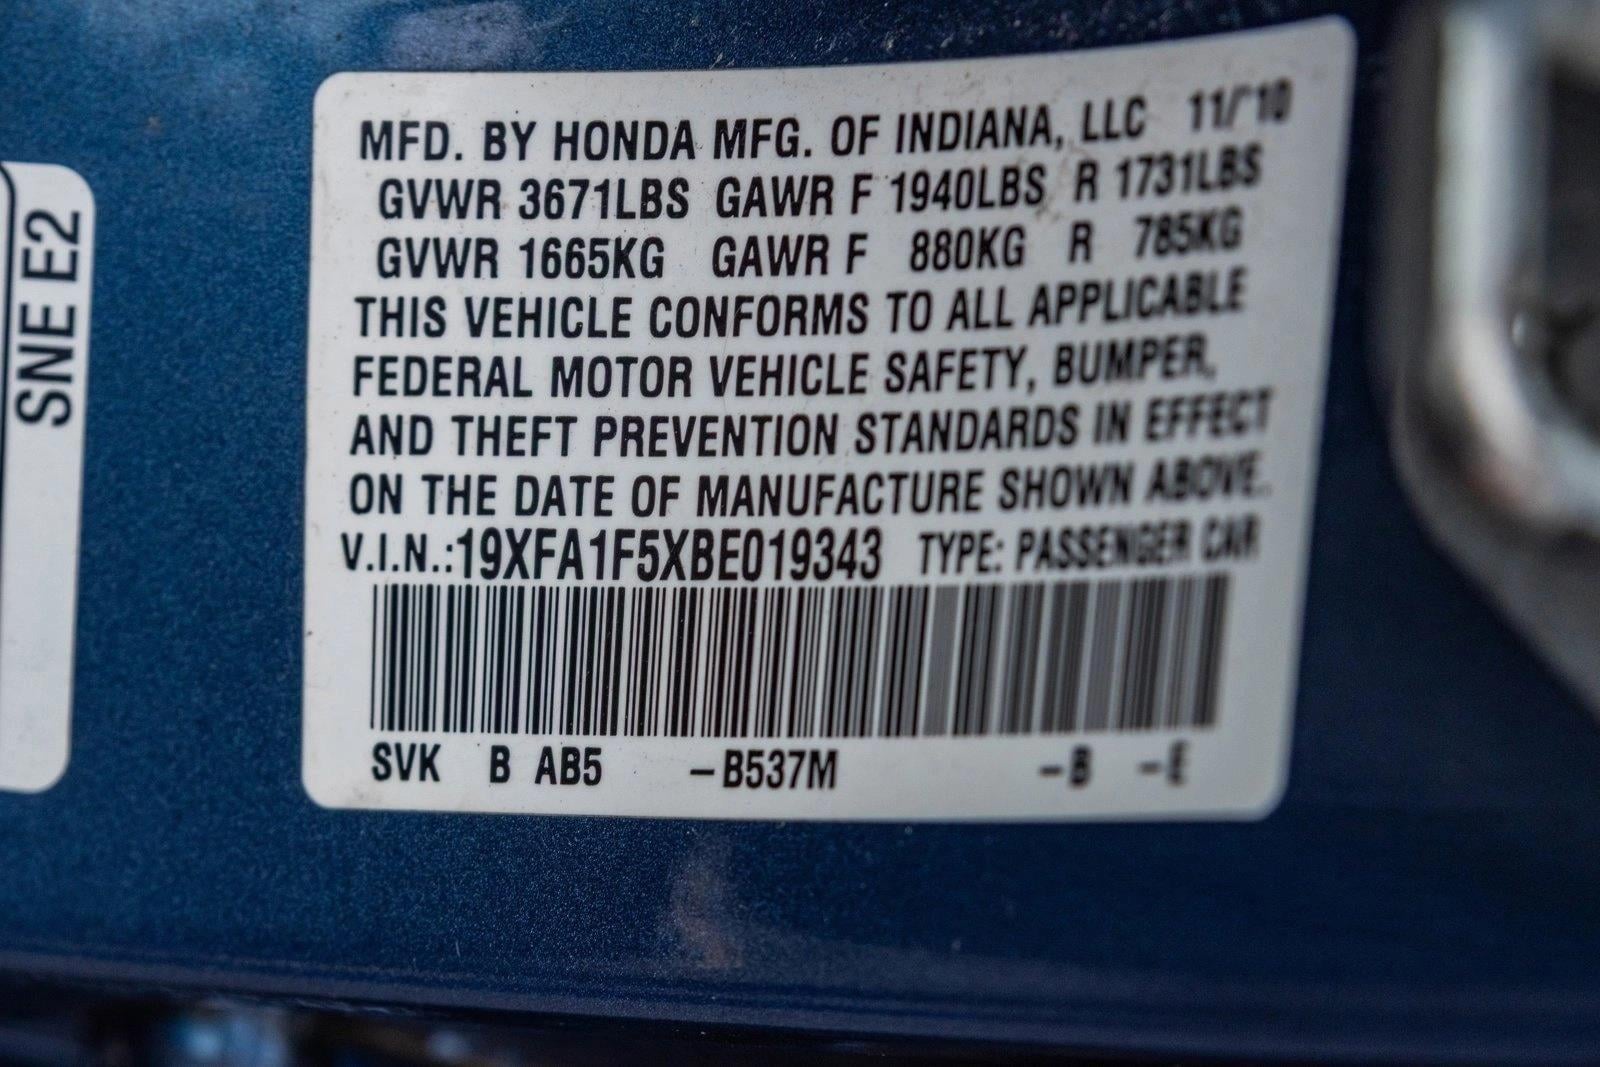 SNE E2
MFD. BY HONDA MFG. OF INDIANA, LLC 11/'10
GVWR 3671LBS GAWR F 1940LBS R 1731LBS
GVWR 1665KG GAWR F 880KG R 785KG
THIS VEHICLE CONFORMS TO ALL APPLICABLE
FEDERAL MOTOR VEHICLE SAFETY, BUMPER,
AND THEFT PREVENTION STANDARDS IN EFFECT
ON THE DATE OF MANUFACTURE SHOWN ABOVE.
V.I.N.:19XFA1F5XBE019343 TYPE: PASSENGER CAR
SVK B AB5 –B537M –B –E